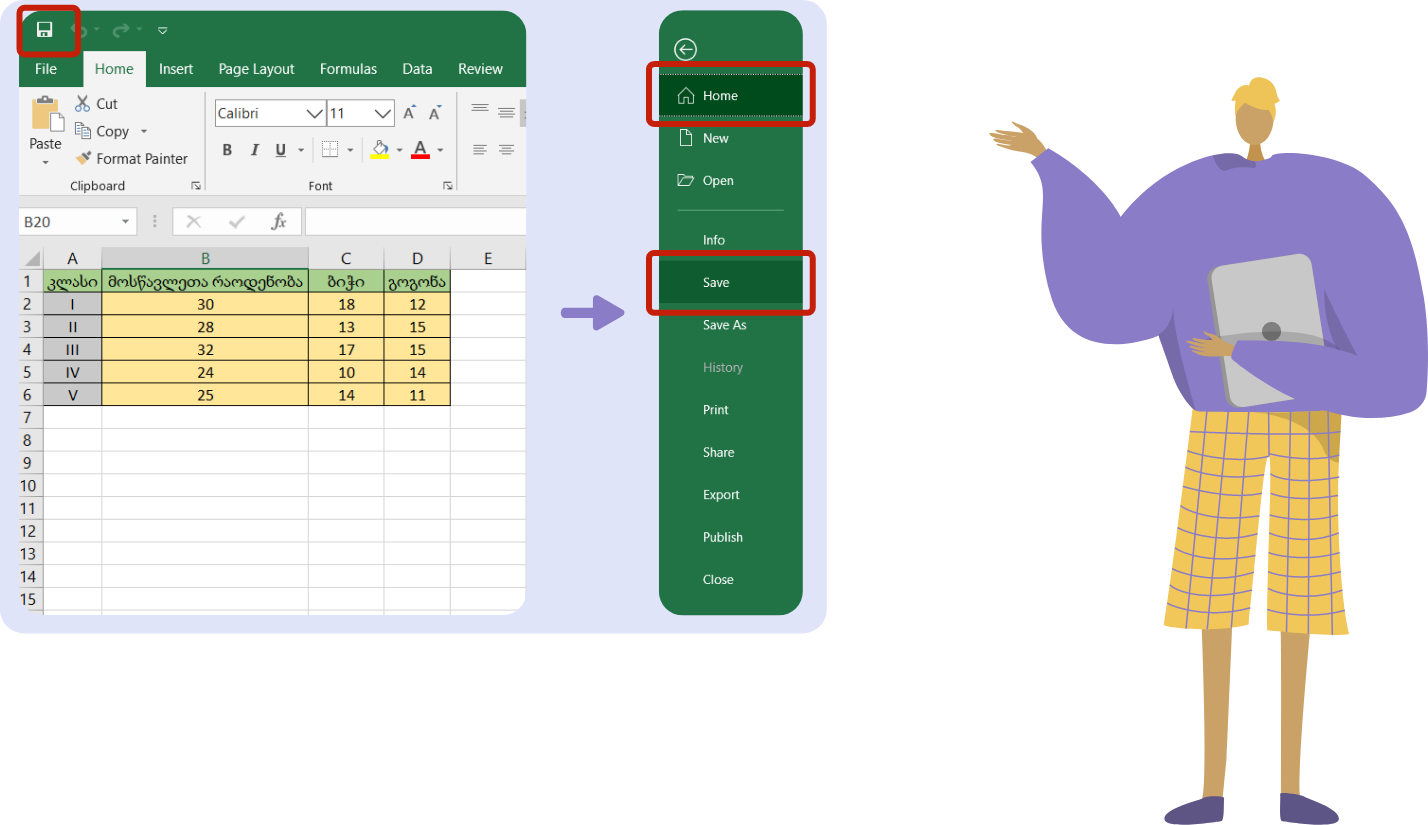 File Home Insert Page Layout Formulas Data Review
Paste
Cut
Copy
Format Painter
Clipboard
Calibri 11 A A
B I U A
Font
B20 fx
A B C D E
1 კლასი მოსწავლეთა რაოდენობა ბიჭი გოგონა
2 I 30 18 12
3 II 28 13 15
4 III 32 17 15
5 IV 24 10 14
6 V 25 14 11
7
8
9
10
11
12
13
14
15
Home
New
Open
Info
Save
Save As
History
Print
Share
Export
Publish
Close